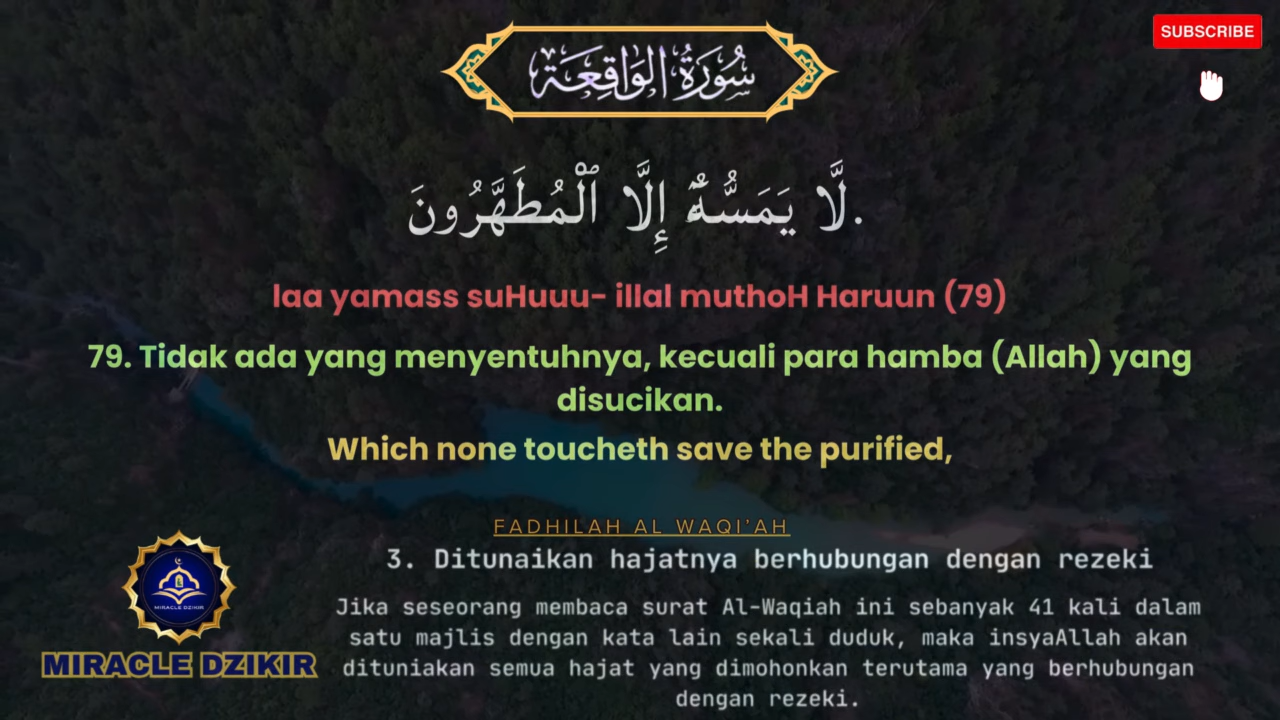 SUBSCRIBE
سُورَةُ الوَاقِعَة
لَّا يَمَسُّهُۥٓ إِلَّا ٱلْمُطَهَّرُونَ.
laa yamass suHuuu- illal muthoH Haruun (79)
79. Tidak ada yang menyentuhnya, kecuali para hamba (Allah) yang
disucikan.
Which none toucheth save the purified,
FADHILAH AL WAQI'AH
3. Ditunaikan hajatnya berhubungan dengan rezeki
Jika seseorang membaca surat Al-Waqiah ini sebanyak 41 kali dalam
satu majlis dengan kata lain sekali duduk, maka insyaAllah akan
dituniakan semua hajat yang dimohonkan terutama yang berhubungan
dengan rezeki.
MIRACLE DZIKIR
MIRACLE DZIKIR